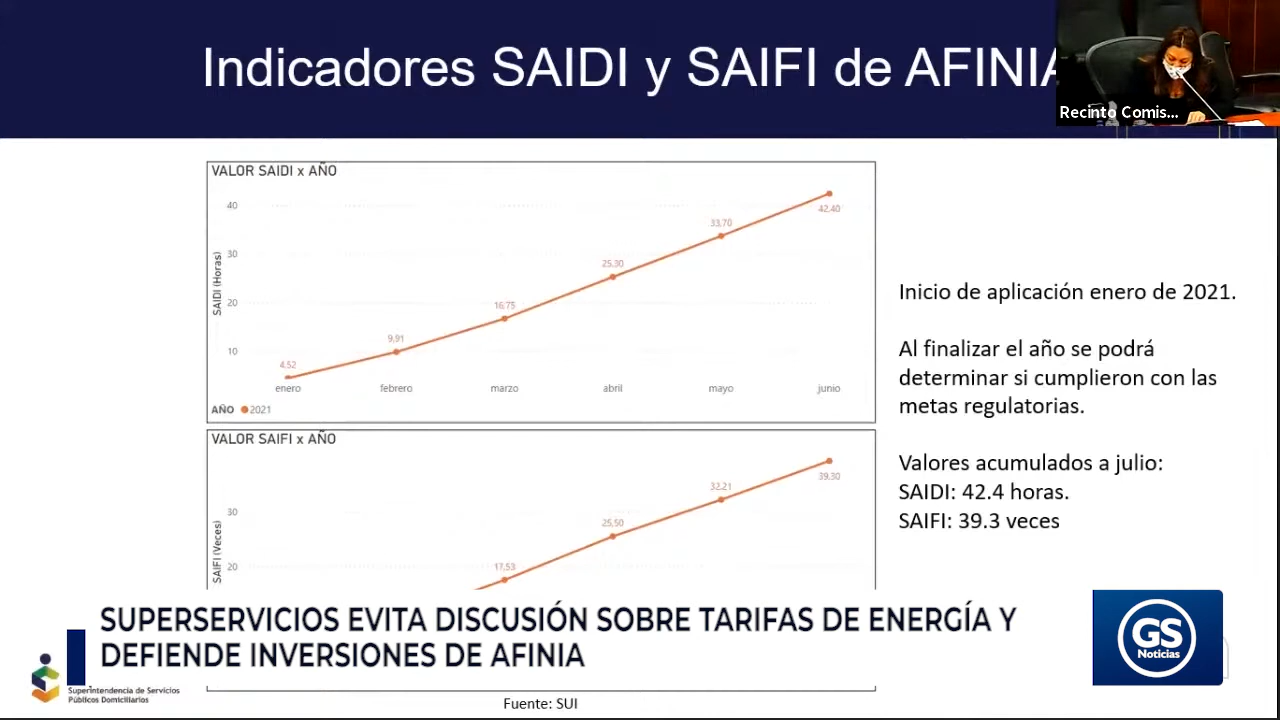 Indicadores SAIDI y SAIFI de AFINIA
Recinto Comis...
VALOR SAIDI x AÑO
SAIDI (Horas)
40
30
20
10
4,52
9,91
16,75
25,30
33,70
42,40
enero
febrero
marzo
abril
mayo
junio
AÑO
2021
VALOR SAIFI x AÑO
SAIFI (Veces)
30
20
17,53
25,50
32,21
39,30
Inicio de aplicación enero de 2021.
Al finalizar el año se podrá
determinar si cumplieron con las
metas regulatorias.
Valores acumulados a julio:
SAIDI: 42.4 horas.
SAIFI: 39.3 veces
SUPERSERVICIOS EVITA DISCUSIÓN SOBRE TARIFAS DE ENERGÍA Y
DEFIENDE INVERSIONES DE AFINIA
GS
Noticias
Superintendencia de Servicios
Públicos Domiciliarios
Fuente: SUI